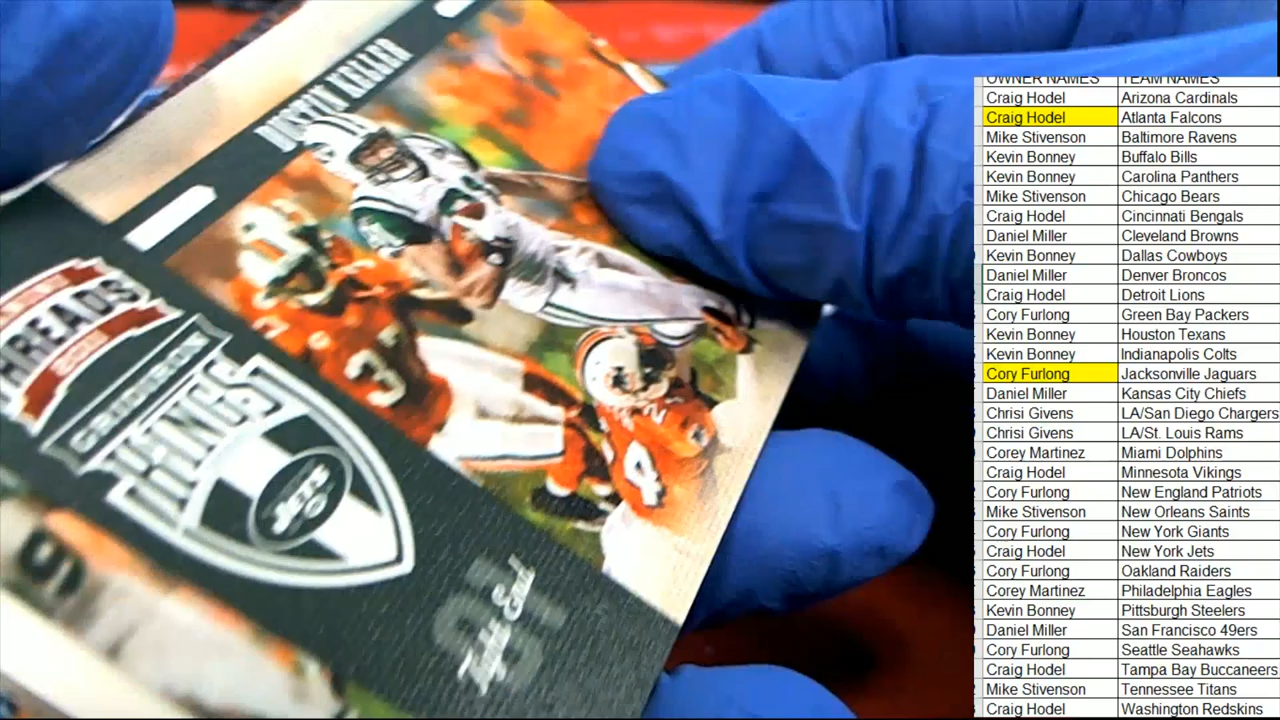 DUSTIN KELLER
THREADS
GRIDIRON
KINGS
JETS
Tight End
81
3
24
9
OWNER NAMES TEAM NAMES
Craig Hodel Arizona Cardinals
Craig Hodel Atlanta Falcons
Mike Stivenson Baltimore Ravens
Kevin Bonney Buffalo Bills
Kevin Bonney Carolina Panthers
Mike Stivenson Chicago Bears
Craig Hodel Cincinnati Bengals
Daniel Miller Cleveland Browns
Kevin Bonney Dallas Cowboys
Daniel Miller Denver Broncos
Craig Hodel Detroit Lions
Cory Furlong Green Bay Packers
Kevin Bonney Houston Texans
Kevin Bonney Indianapolis Colts
Cory Furlong Jacksonville Jaguars
Daniel Miller Kansas City Chiefs
Chrisi Givens LA/San Diego Chargers
Chrisi Givens LA/St. Louis Rams
Corey Martinez Miami Dolphins
Craig Hodel Minnesota Vikings
Cory Furlong New England Patriots
Mike Stivenson New Orleans Saints
Cory Furlong New York Giants
Craig Hodel New York Jets
Cory Furlong Oakland Raiders
Corey Martinez Philadelphia Eagles
Kevin Bonney Pittsburgh Steelers
Daniel Miller San Francisco 49ers
Cory Furlong Seattle Seahawks
Craig Hodel Tampa Bay Buccaneers
Mike Stivenson Tennessee Titans
Craig Hodel Washington Redskins